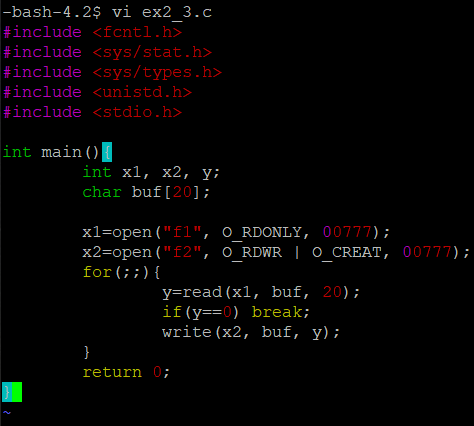 -bash-4.2$ vi ex2_3.c
#include <fcntl.h>
#include <sys/stat.h>
#include <sys/types.h>
#include <unistd.h>
#include <stdio.h>
int main(){
int x1, x2, y;
char buf[20];
x1=open("f1", O_RDONLY, 00777);
x2=open("f2", O_RDWR | O_CREAT, 00777);
for(;;){
y=read(x1, buf, 20);
if(y==0) break;
write(x2, buf, y);
}
return 0;
}
~